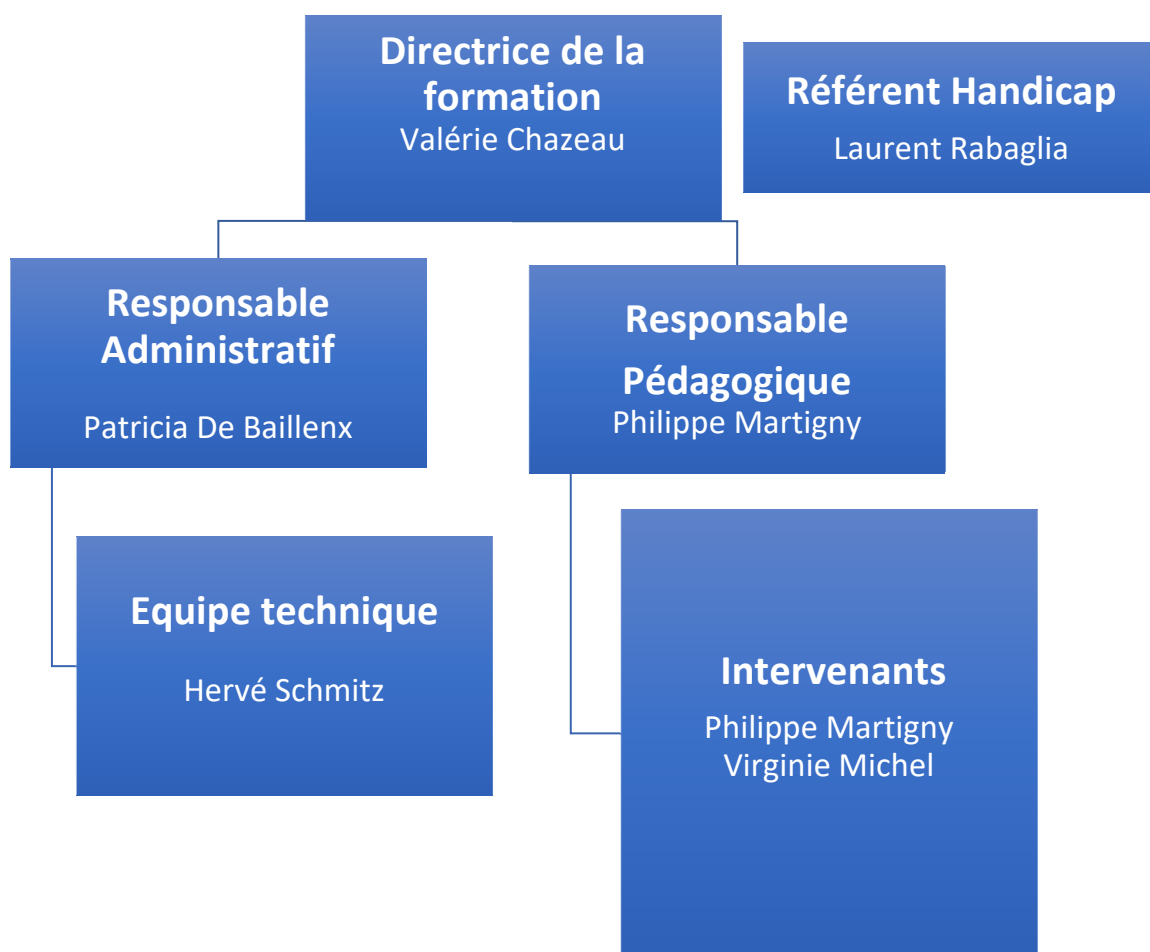 Directrice de la
formation
Valérie Chazeau
Référent Handicap
Laurent Rabaglia
Responsable
Administratif
Patricia De Baillenx
Responsable
Pédagogique
Philippe Martigny
Equipe technique
Hervé Schmitz
Intervenants
Philippe Martigny
Virginie Michel